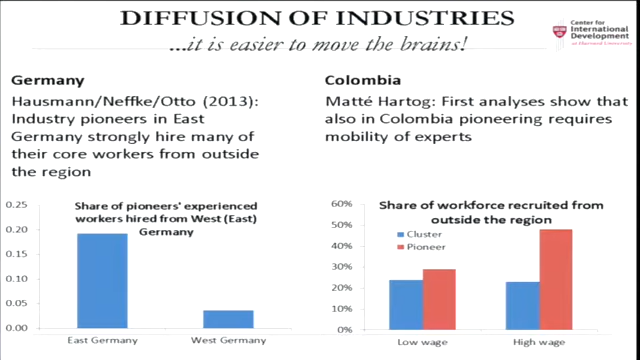 DIFFUSION OF INDUSTRIES
...it is easier to move the brains!
Center for
International
Development
at Harvard University
Germany
Hausmann/Neffke/Otto (2013):
Industry pioneers in East
Germany strongly hire many of
their core workers from outside
the region
Colombia
Matté Hartog: First analyses show that
also in Colombia pioneering requires
mobility of experts
Share of pioneers' experienced
workers hired from West (East)
Germany
0.25
0.20
0.15
0.10
0.05
0.00
East Germany
West Germany
Share of workforce recruited from
outside the region
Cluster
Pioneer
60%
50%
40%
30%
20%
10%
0%
Low wage
High wage